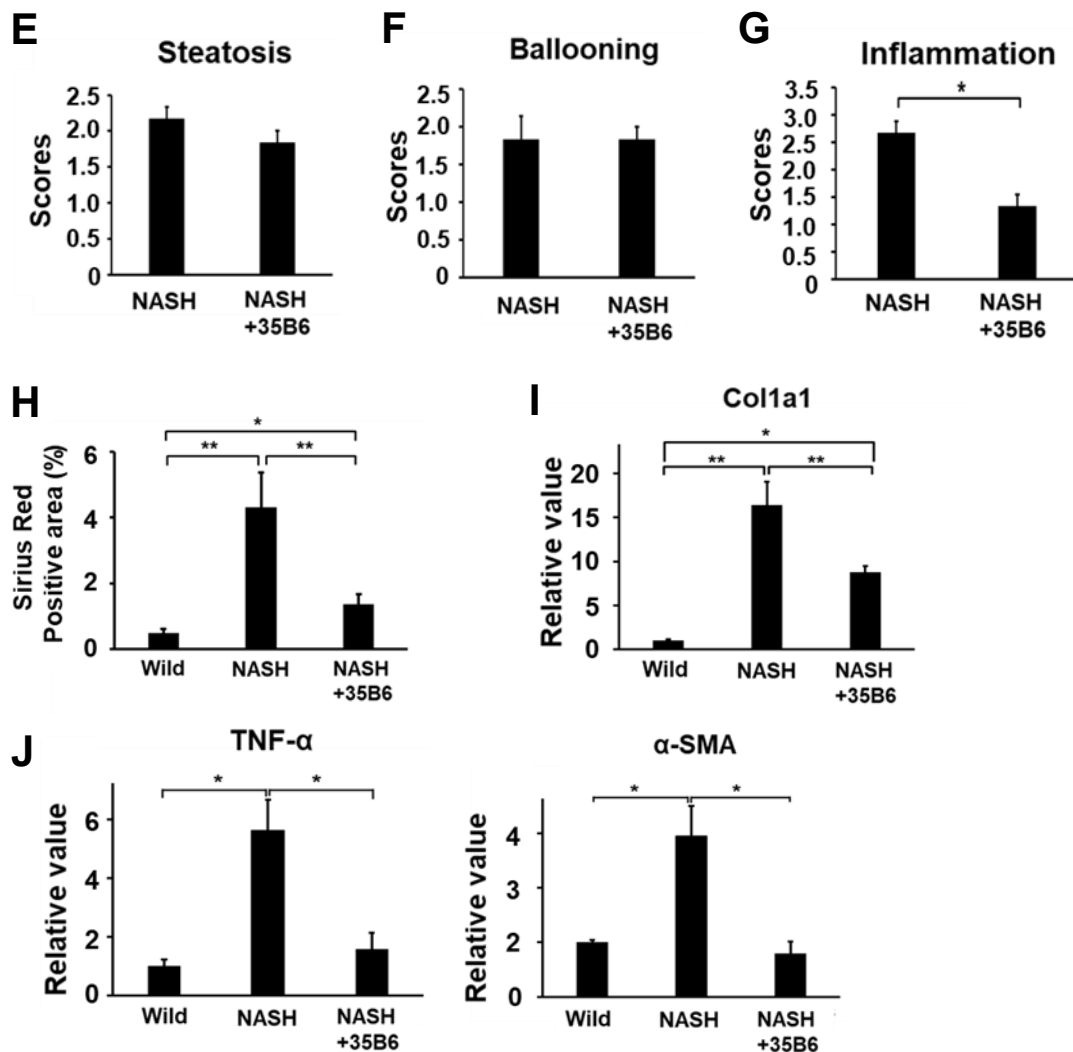 E
Steatosis
Scores
2.5
2.0
1.5
1.0
0.5
0
NASH
NASH
+35B6
F
Ballooning
Scores
2.5
2.0
1.5
1.0
0.5
0
NASH
NASH
+35B6
G
Inflammation
*
Scores
3.5
3.0
2.5
2.0
1.5
1.0
0.5
0
NASH
NASH
+35B6
H
*
**
**
Sirius Red
Positive area (%)
6
4
2
0
Wild
NASH
NASH
+35B6
I
Col1a1
*
**
**
Relative value
20
15
10
5
0
Wild
NASH
NASH
+35B6
J
TNF-α
*
*
Relative value
6
4
2
0
Wild
NASH
NASH
+35B6
α-SMA
*
*
Relative value
4
4
2
0
Wild
NASH
NASH
+35B6